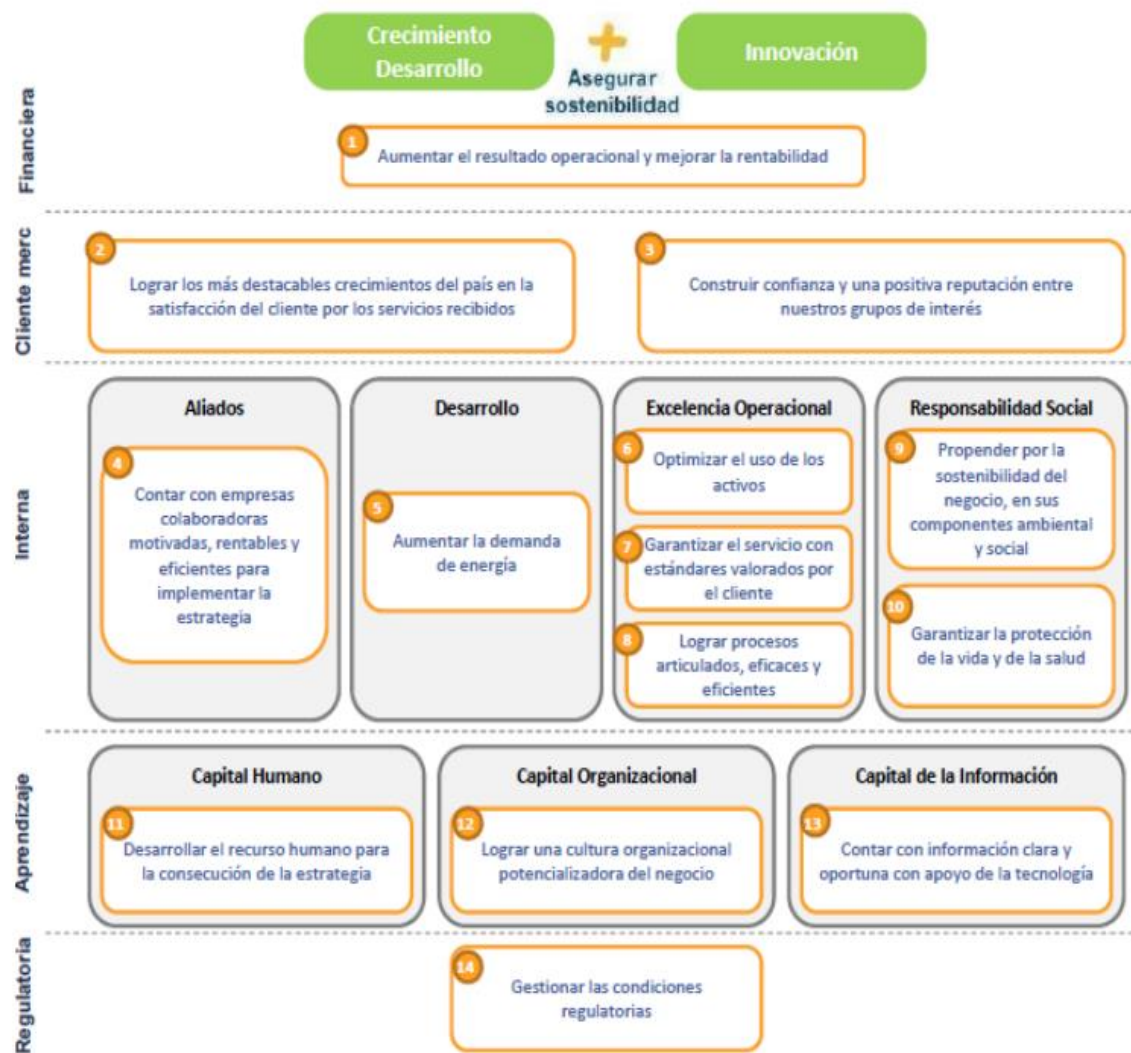 Crecimiento
Desarrollo
Asegurar
sostenibilidad
Innovación
Financiera
1
Aumentar el resultado operacional y mejorar la rentabilidad
Cliente merc
2
Lograr los más destacables crecimientos del país en la
satisfacción del cliente por los servicios recibidos
3
Construir confianza y una positiva reputación entre
nuestros grupos de interés
Interna
Aliados
4
Contar con empresas
colaboradoras
motivadas, rentables y
eficientes para
implementar la
estrategia
Desarrollo
5
Aumentar la demanda
de energía
Excelencia Operacional
6
Optimizar el uso de los
activos
7
Garantizar el servicio con
estándares valorados por
el cliente
8
Lograr procesos
articulados, eficaces y
eficientes
Responsabilidad Social
9
Propender por la
sostenibilidad del
negocio, en sus
componentes ambiental
y social
10
Garantizar la protección
de la vida y de la salud
Aprendizaje
Capital Humano
11
Desarrollar el recurso humano para
la consecución de la estrategia
Capital Organizacional
12
Lograr una cultura organizacional
potencializadora del negocio
Capital de la Información
13
Contar con información clara y
oportuna con apoyo de la tecnología
Regulatoria
14
Gestionar las condiciones
regulatorias